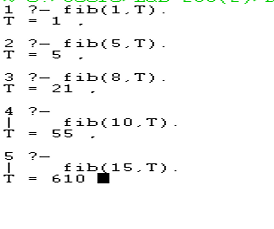 1 ?- fib(1,T).
T = 1 .
2 ?- fib(5,T).
T = 5 .
3 ?- fib(8,T).
T = 21 .
4 ?-
|    fib(10,T).
T = 55 .
5 ?-
|    fib(15,T).
T = 610